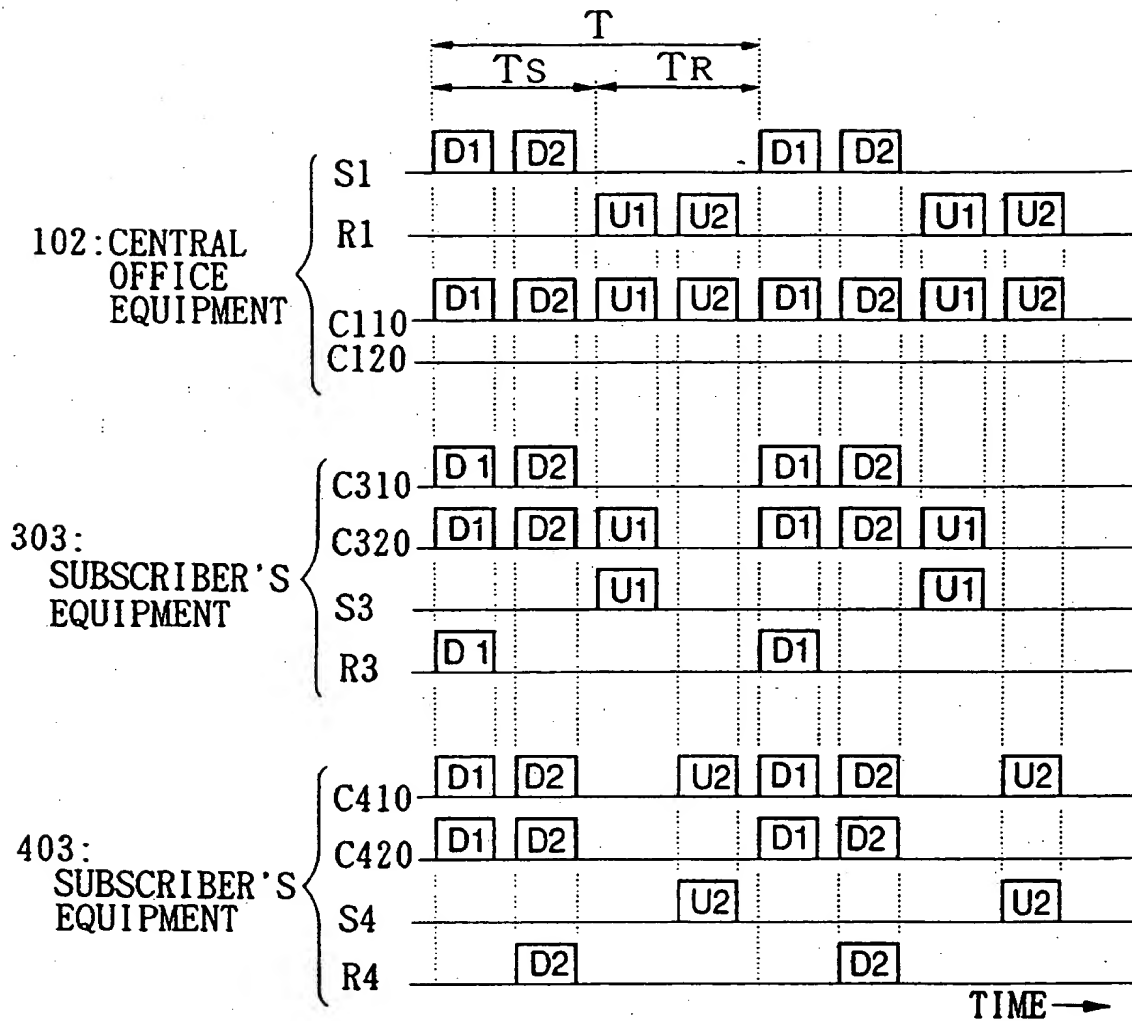 T
TS TR
S1 D1 D2 D1 D2
R1 U1 U2 U1 U2
102:CENTRAL
OFFICE
EQUIPMENT
C110 D1 D2 U1 U2 D1 D2 U1 U2
C120
C310 D 1 D2 D1 D2
C320 D1 D2 U1 D1 D2 U1
303:
SUBSCRIBER'S
EQUIPMENT
S3 U1 U1
R3 D 1 D1
C410 D1 D2 U2 D1 D2 U2
C420 D1 D2 D1 D2
403:
SUBSCRIBER'S
EQUIPMENT
S4 U2 U2
R4 D2 D2
TIME